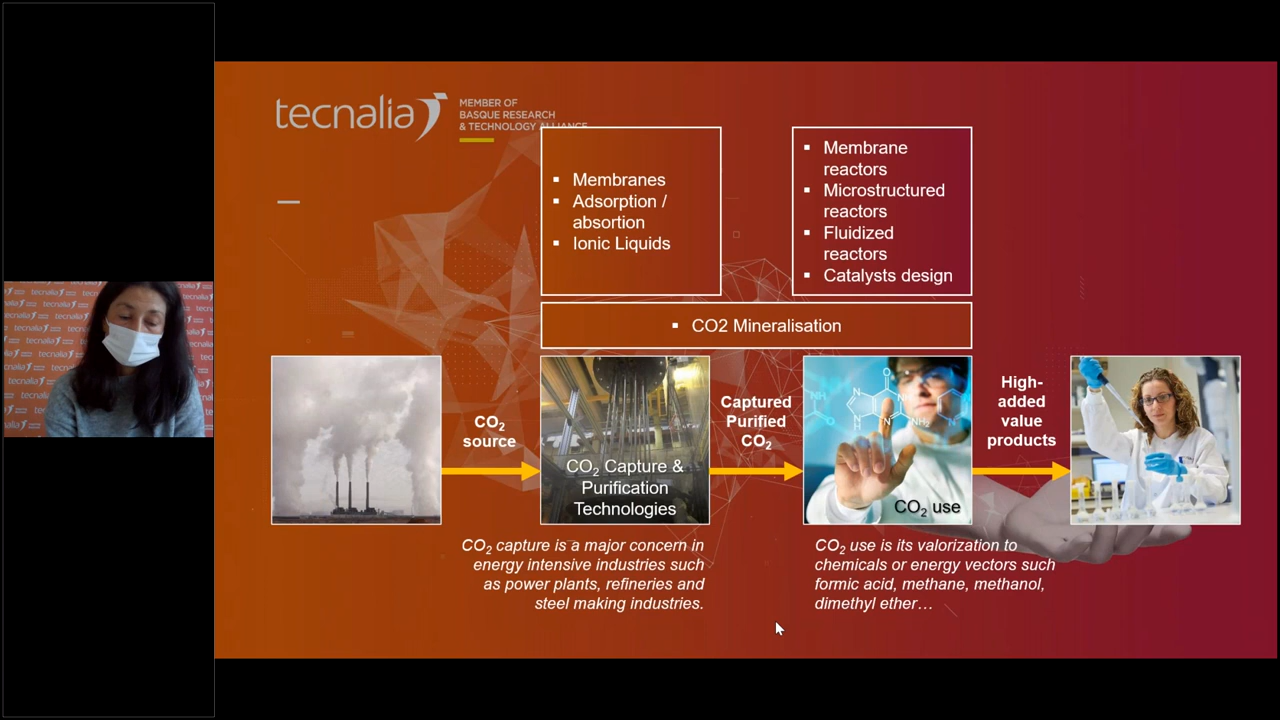 tecnalia
MEMBER OF
BASQUE RESEARCH
& TECHNOLOGY ALLIANCE
▪ Membranes
▪ Adsorption /
absortion
▪ Ionic Liquids
▪ Membrane
reactors
▪ Microstructured
reactors
▪ Fluidized
reactors
▪ Catalysts design
▪ CO2 Mineralisation
CO₂
source
CO₂ Capture &
Purification
Technologies
Captured
Purified
CO₂
CO₂ use
High-
added
value
products
CO₂ capture is a major concern in
energy intensive industries such
as power plants, refineries and
steel making industries.
CO₂ use is its valorization to
chemicals or energy vectors such
formic acid, methane, methanol,
dimethyl ether…